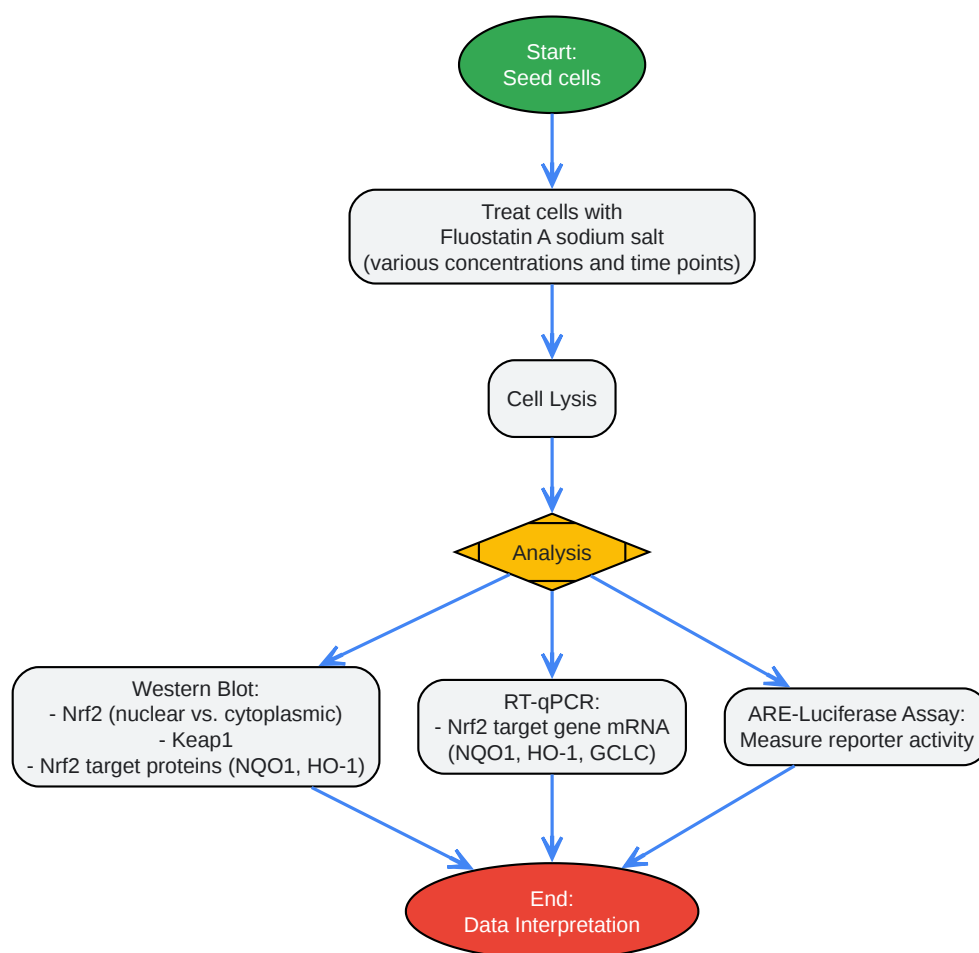 Start:
Seed cells
Treat cells with
Fluostatin A sodium salt
(various concentrations and time points)
Cell Lysis
Analysis
Western Blot:
- Nrf2 (nuclear vs. cytoplasmic)
- Keap1
- Nrf2 target proteins (NQO1, HO-1)
RT-qPCR:
- Nrf2 target gene mRNA
(NQO1, HO-1, GCLC)
ARE-Luciferase Assay:
Measure reporter activity
End:
Data Interpretation